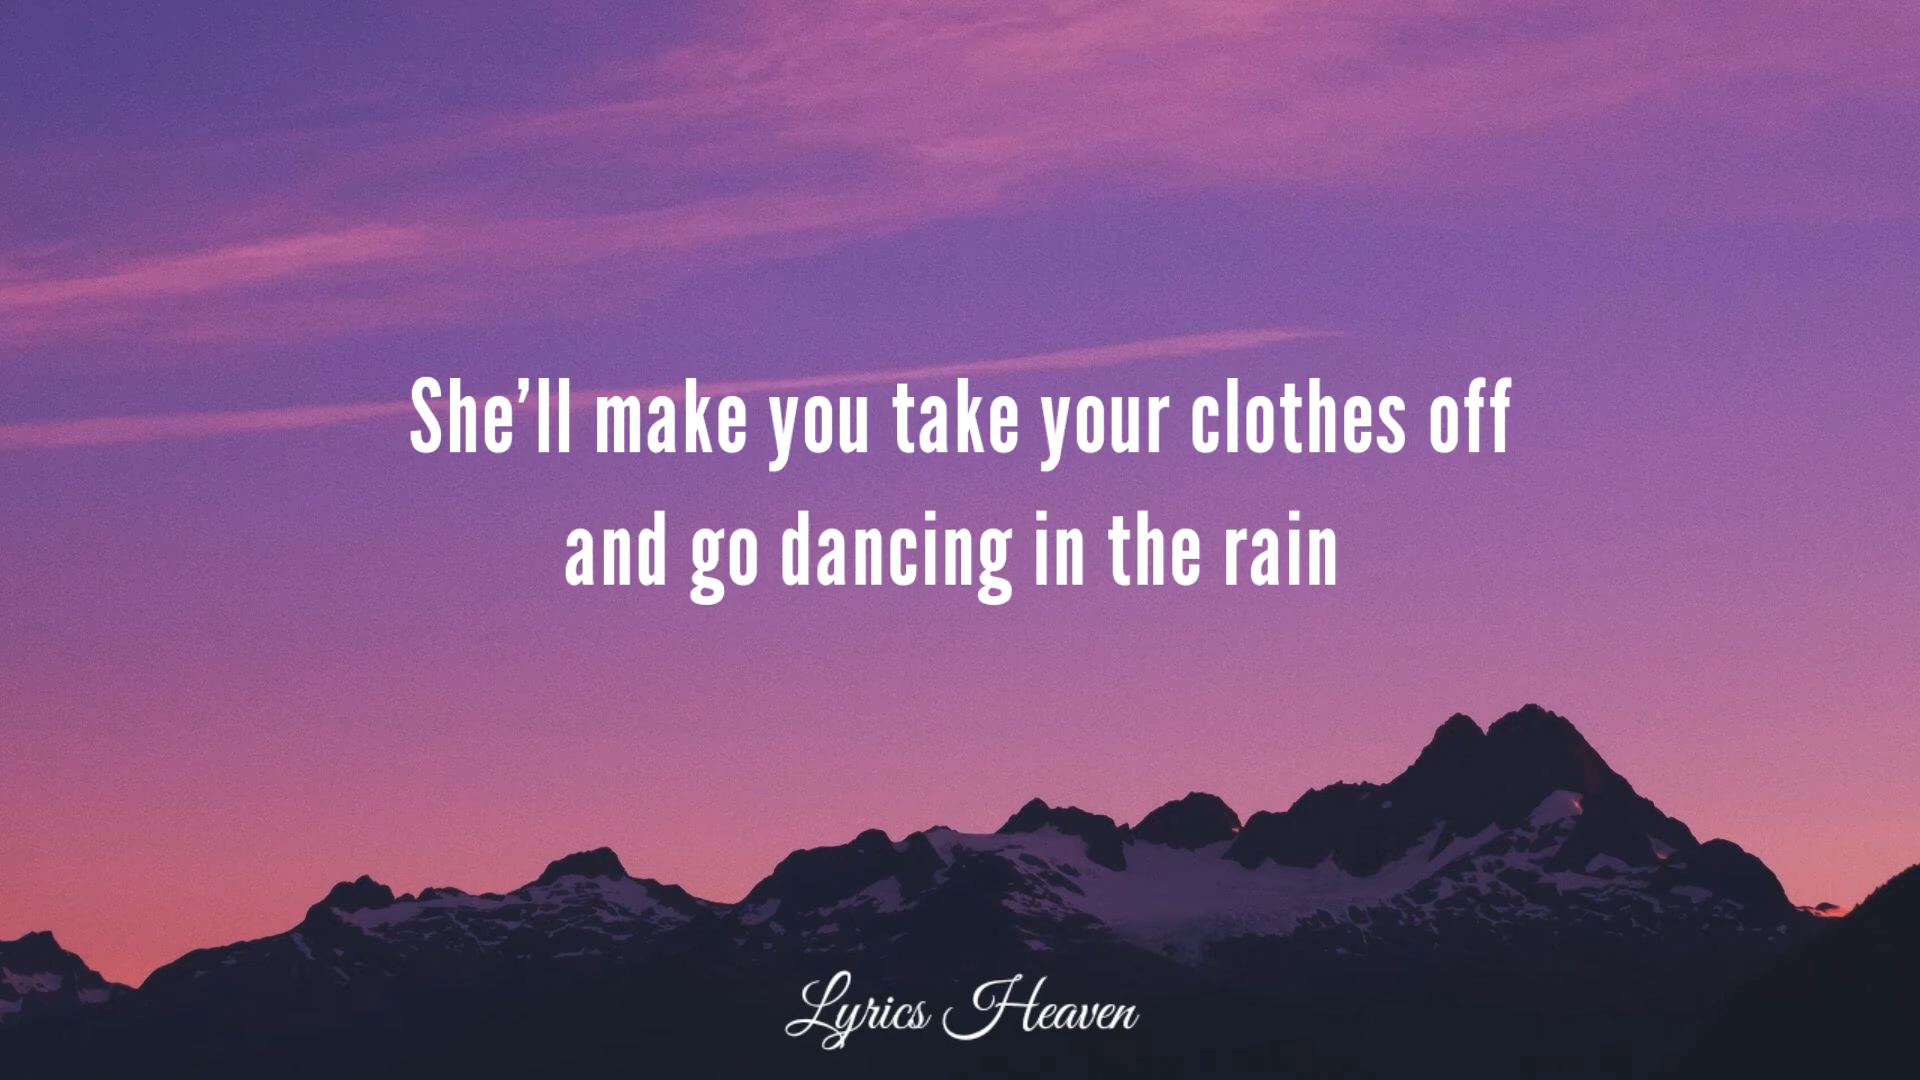 She’ll make you take your clothes off
and go dancing in the rain
Lyrics Heaven